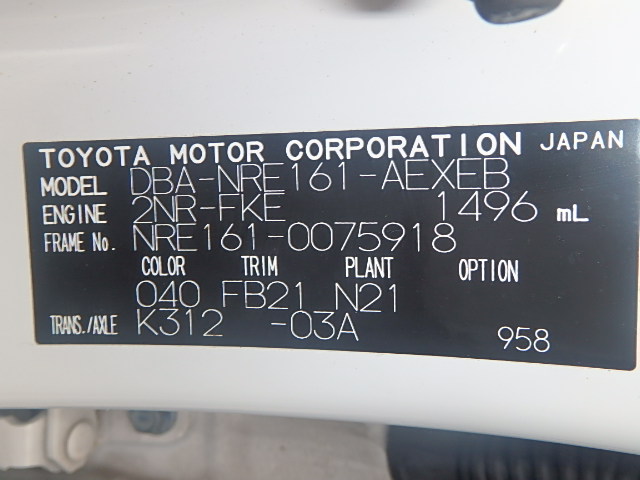 TOYOTA MOTOR CORPORATION JAPAN
MODEL DBA-NRE161-AEXEB
ENGINE 2NR-FKE 1496 mL
FRAME No. NRE161-0075918
COLOR TRIM PLANT OPTION
040 FB21 N21
TRANS./AXLE K312 -03A 958